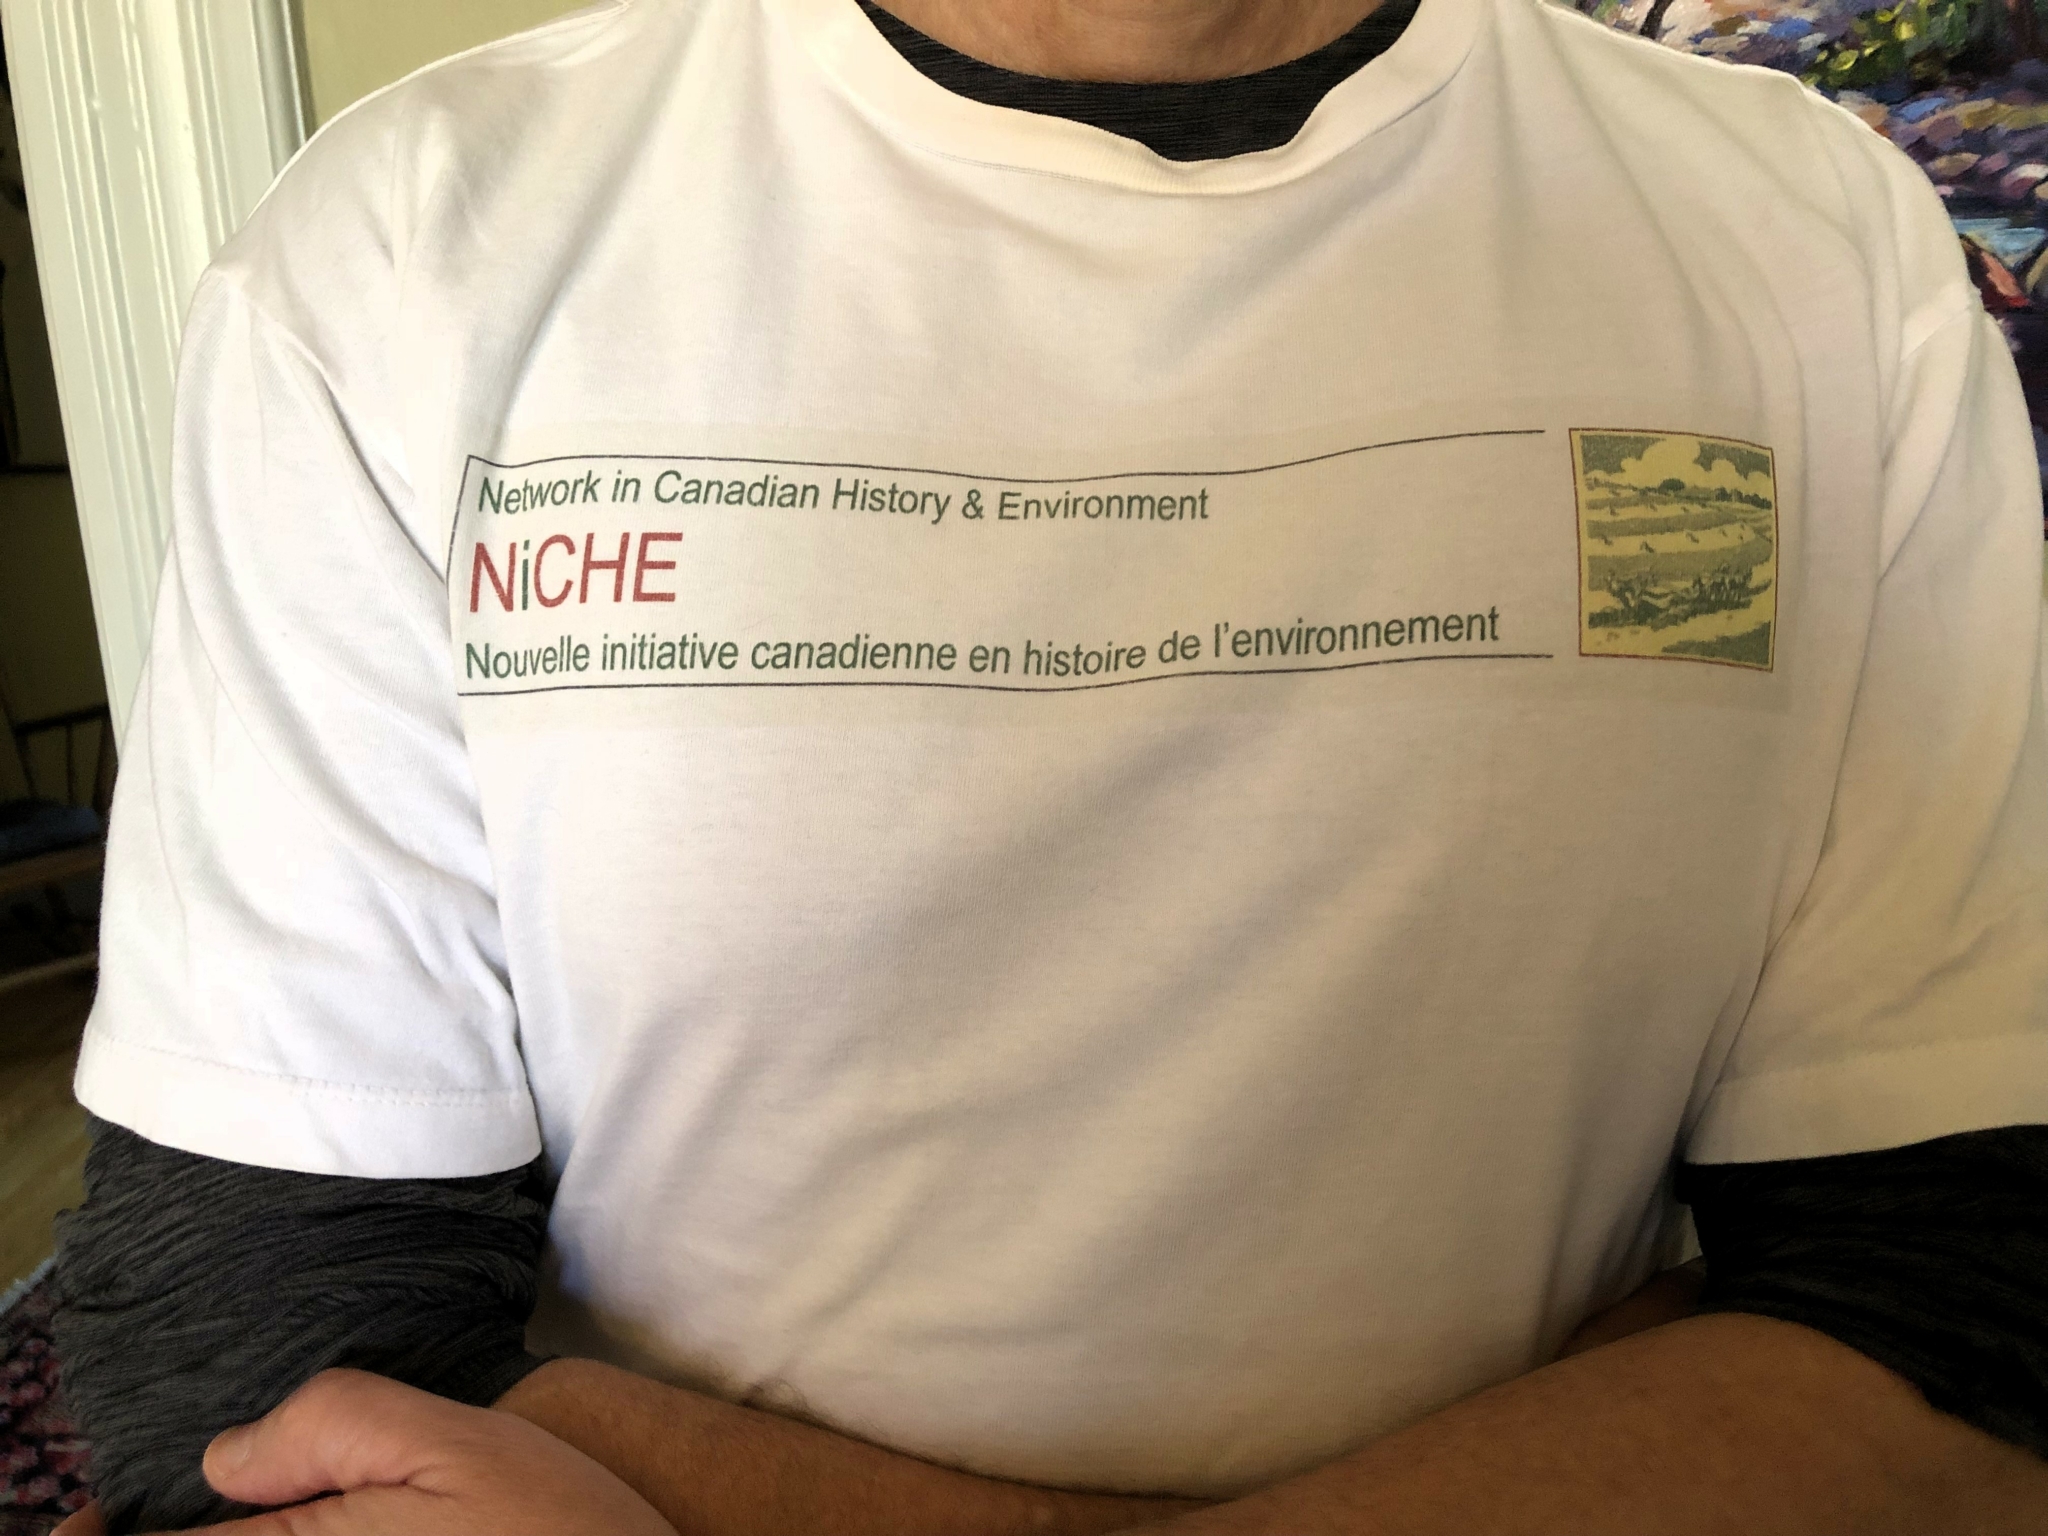 Network in Canadian History & Environment
NiCHE
Nouvelle initiative canadienne en histoire de l'environnement